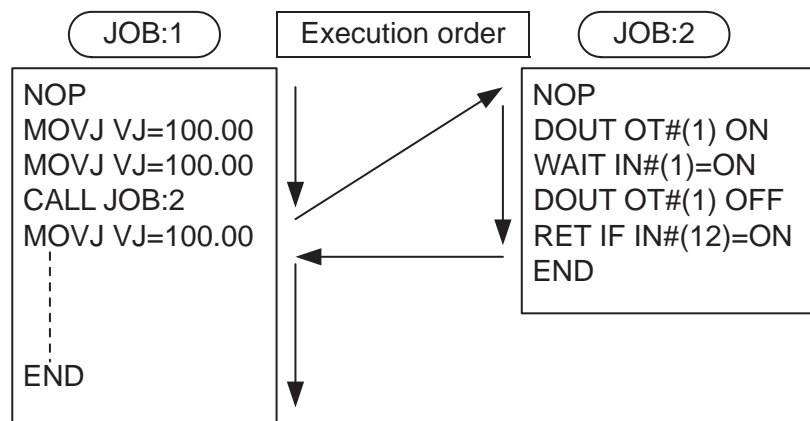 JOB:1
Execution order
JOB:2
NOP
MOVJ VJ=100.00
MOVJ VJ=100.00
CALL JOB:2
MOVJ VJ=100.00
END
NOP
DOUT OT#(1) ON
WAIT IN#(1)=ON
DOUT OT#(1) OFF
RET IF IN#(12)=ON
END